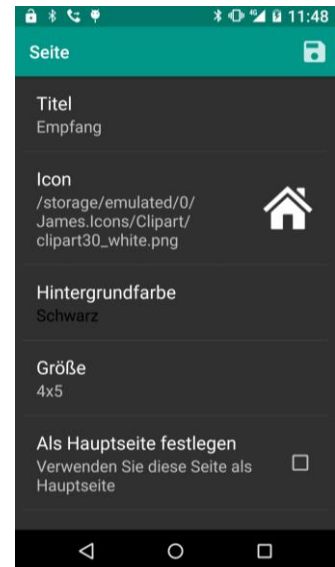 4G
11:48
Seite
Titel
Empfang
Icon
/storage/emulated/0/
James.Icons/Clipart/
clipart30_white.png
Hintergrundfarbe
Schwarz
Größe
4x5
Als Hauptseite festlegen
Verwenden Sie diese Seite als
Hauptseite